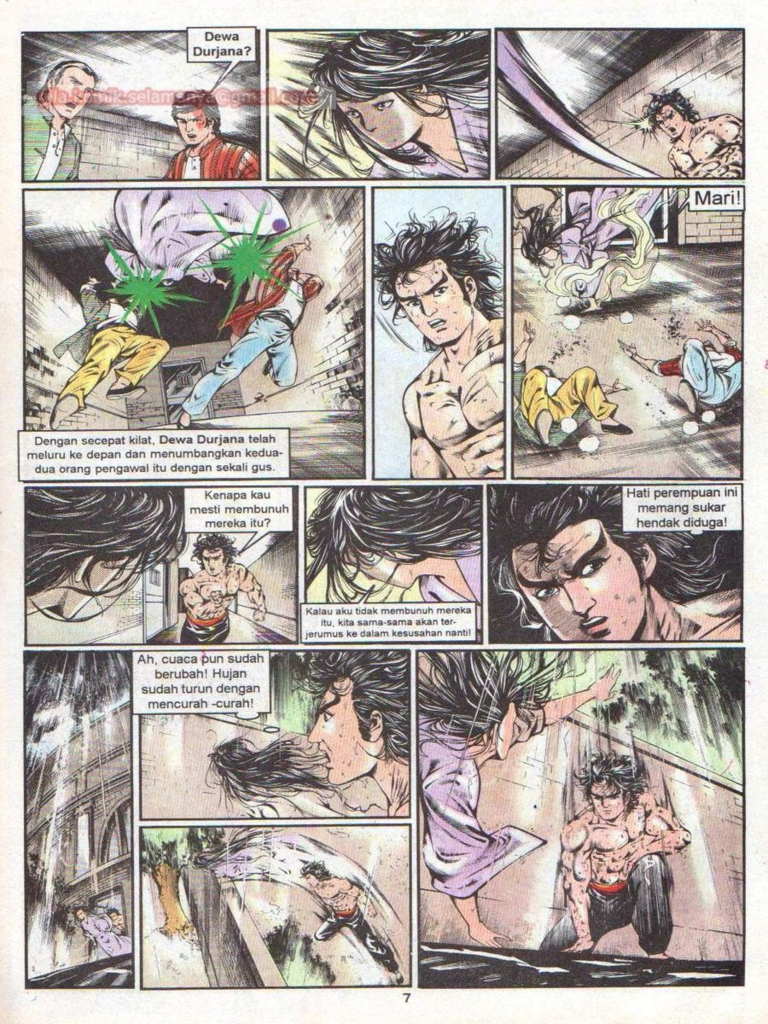 Dewa
Durjana?
Mari!
Dengan secepat kilat, Dewa Durjana telah
meluru ke depan dan menumbangkan kedua-
dua orang pengawal itu dengan sekali gus.
Kenapa kau
mesti membunuh
mereka itu?
Kalau aku tidak membunuh mereka
itu, kita sama-sama akan ter-
jerumus ke dalam kesusahan nanti!
Hati perempuan ini
memang sukar
hendak diduga!
Ah, cuaca pun sudah
berubah! Hujan
sudah turun dengan
mencurah -curah!
7